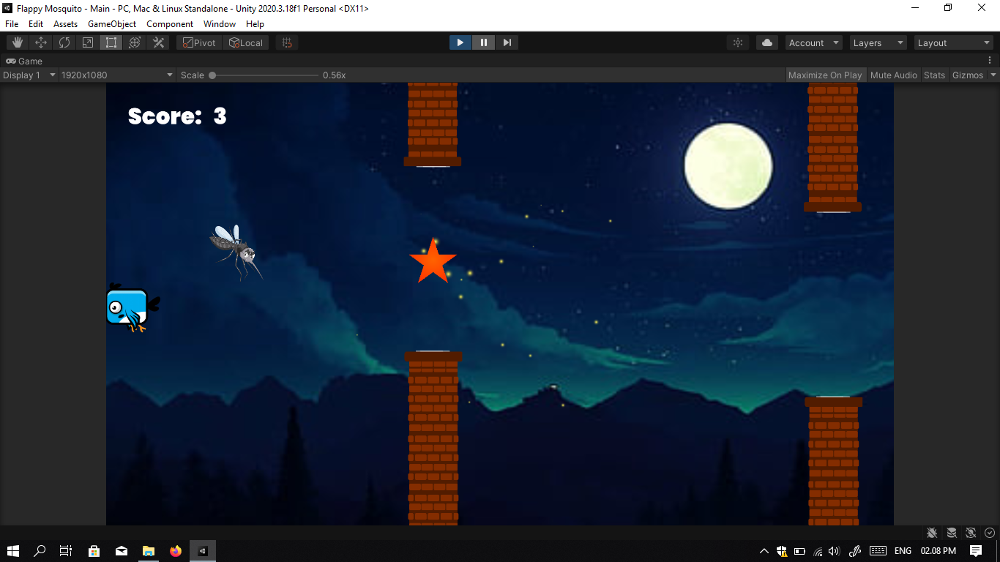 Flappy Mosquito - Main - PC, Mac & Linux Standalone - Unity 2020.3.18f1 Personal <DX11>
File Edit Assets GameObject Component Window Help
Pivot Local Account Layers Layout
Game
Display 1 1920x1080 Scale 0.56x Maximize On Play Mute Audio Stats Gizmos
Score: 3
ENG 02.08 PM